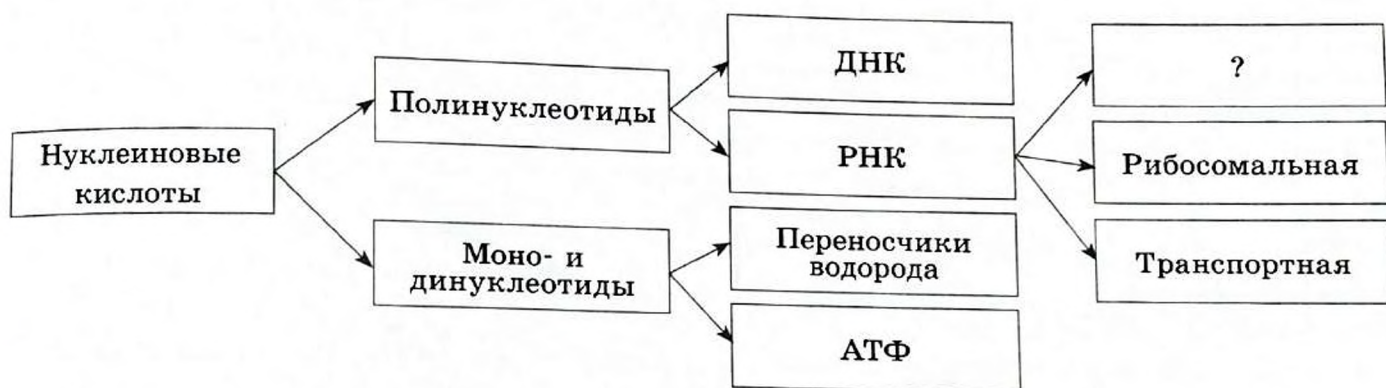 Нуклеиновые
кислоты
Полинуклеотиды
Моно- и
динуклеотиды
ДНК
РНК
Переносчики
водорода
АТФ
?
Рибосомальная
Транспортная